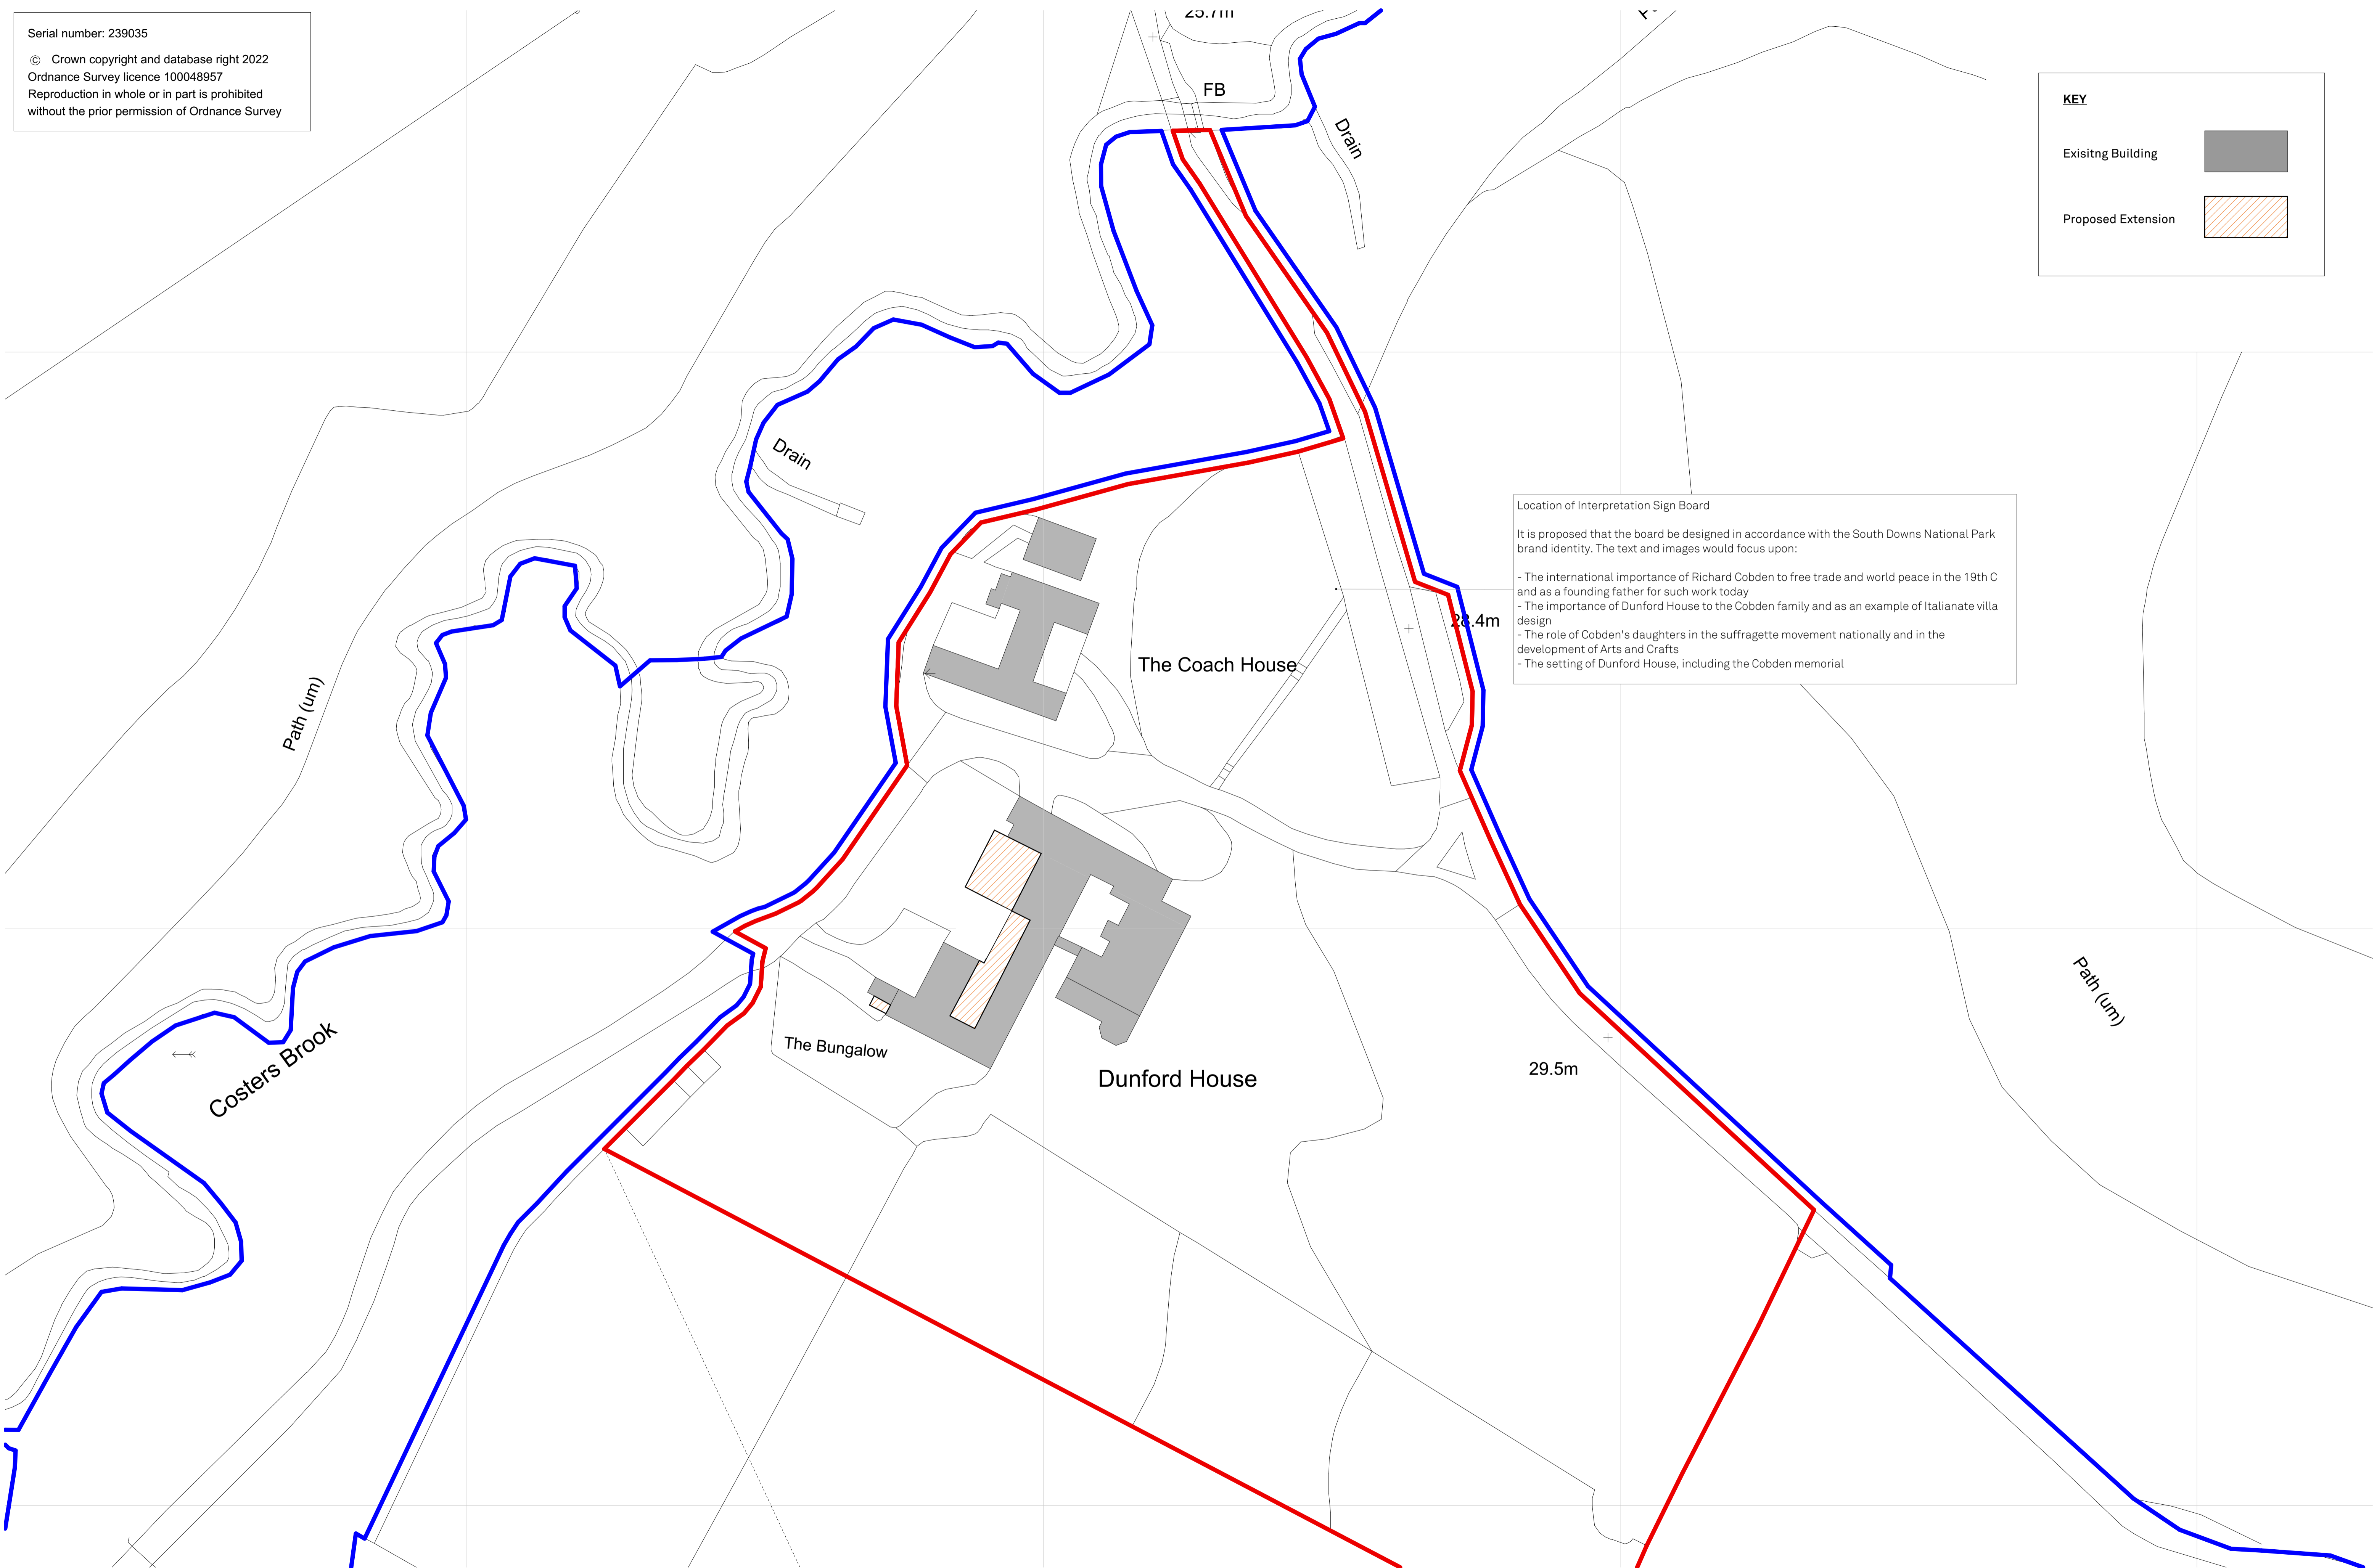 Serial number: 239035
© Crown copyright and database right 2022
Ordnance Survey licence 100048957
Reproduction in whole or in part is prohibited
without the prior permission of Ordnance Survey
25.7m
FB
Drain
KEY
Exisitng Building
Proposed Extension
Drain
Location of Interpretation Sign Board
It is proposed that the board be designed in accordance with the South Downs National Park
brand identity. The text and images would focus upon:
- The international importance of Richard Cobden to free trade and world peace in the 19th C
and as a founding father for such work today
- The importance of Dunford House to the Cobden family and as an example of Italianate villa
design
- The role of Cobden's daughters in the suffragette movement nationally and in the
development of Arts and Crafts
- The setting of Dunford House, including the Cobden memorial
28.4m
The Coach House
Path (um)
Path (um)
Costers Brook
The Bungalow
Dunford House
29.5m